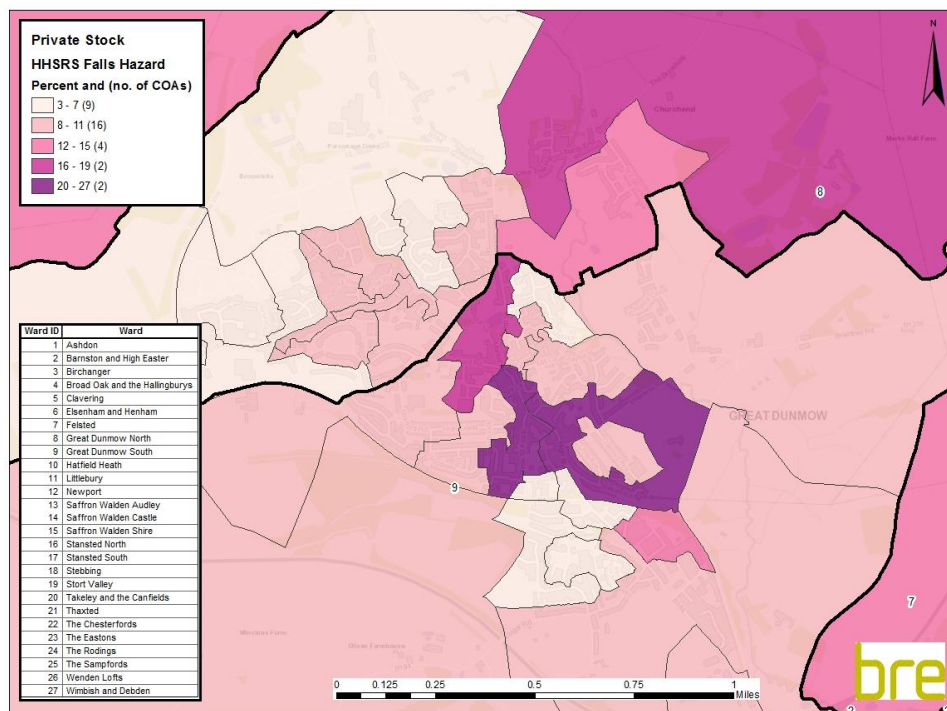 Private Stock
HHSRS Falls Hazard
Percent and (no. of COAs)
3 - 7 (9)
8 - 11 (16)
12 - 15 (4)
16 - 19 (2)
20 - 27 (2)
N
Churchend
8
Ward ID Ward
1 Ashdon
2 Barnston and High Easter
3 Birchanger
4 Broad Oak and the Hallingburys
5 Clavering
6 Elsenham and Henham
7 Felsted
8 Great Dunmow North
9 Great Dunmow South
10 Hatfield Heath
11 Littlebury
12 Newport
13 Saffron Walden Audley
14 Saffron Walden Castle
15 Saffron Walden Shire
16 Stansted North
17 Stansted South
18 Stebbing
19 Stort Valley
20 Takeley and the Canfields
21 Thaxted
22 The Chesterfords
23 The Eastons
24 The Rodings
25 The Sampfords
26 Wenden Lofts
27 Wimbish and Debden
GREAT DUNMOW
9
7
0 0.125 0.25 0.5 0.75 1
Miles
bre
2